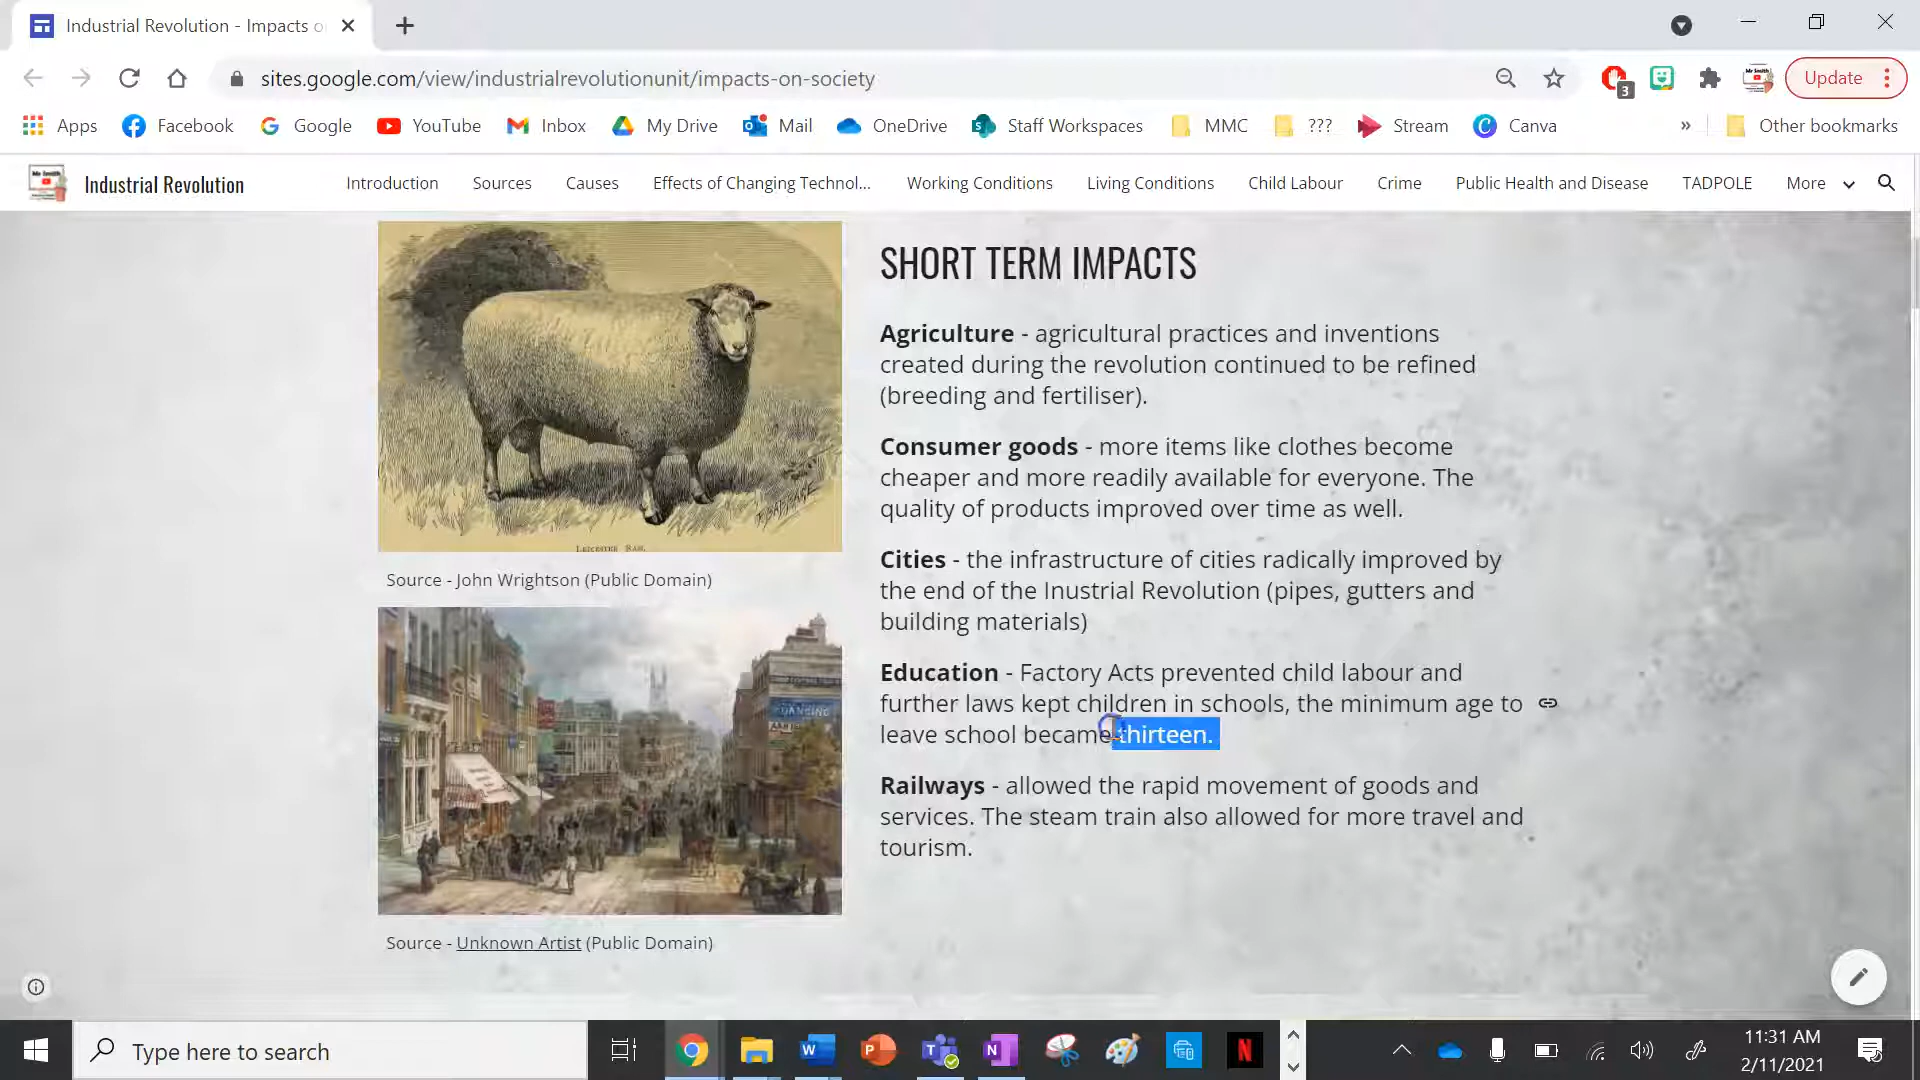 Industrial Revolution - Impacts o
sites.google.com/view/industrialrevolutionunit/impacts-on-society
3
Update
Apps Facebook Google YouTube Inbox My Drive Mail OneDrive Staff Workspaces MMC ??? Stream Canva » Other bookmarks
Industrial Revolution Introduction Sources Causes Effects of Changing Technol... Working Conditions Living Conditions Child Labour Crime Public Health and Disease TADPOLE More
SHORT TERM IMPACTS
Agriculture - agricultural practices and inventions
created during the revolution continued to be refined
(breeding and fertiliser).
Consumer goods - more items like clothes become
cheaper and more readily available for everyone. The
quality of products improved over time as well.
Cities - the infrastructure of cities radically improved by
the end of the Inustrial Revolution (pipes, gutters and
building materials)
Education - Factory Acts prevented child labour and
further laws kept children in schools, the minimum age to
leave school became thirteen.
Railways - allowed the rapid movement of goods and
services. The steam train also allowed for more travel and
tourism.
LEICESTER RAM.
Source - John Wrightson (Public Domain)
DANCING
Source - Unknown Artist (Public Domain)
Type here to search
11:31 AM
2/11/2021